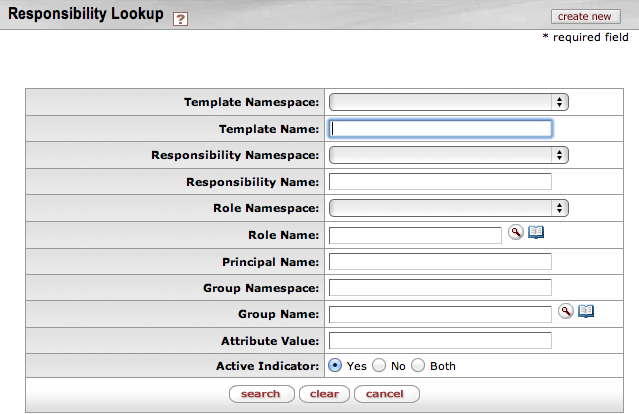 Responsibility Lookup ?
create new
* required field
Template Namespace:
Template Name:
Responsibility Namespace:
Responsibility Name:
Role Namespace:
Role Name:
Principal Name:
Group Namespace:
Group Name:
Attribute Value:
Active Indicator: Yes No Both
search clear cancel